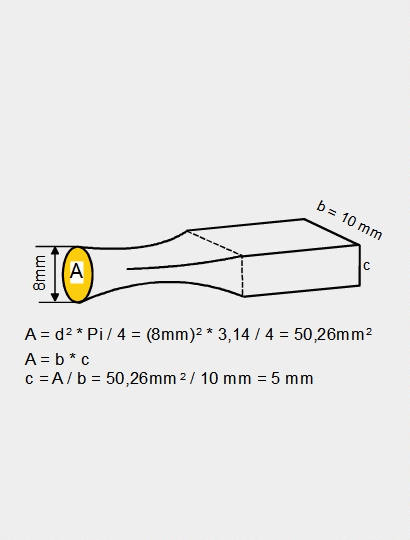 b = 10 mm
8mm
A
c
A = d² * Pi / 4 = (8mm)² * 3,14 / 4 = 50,26mm²
A = b * c
c = A / b = 50,26mm² / 10 mm = 5 mm